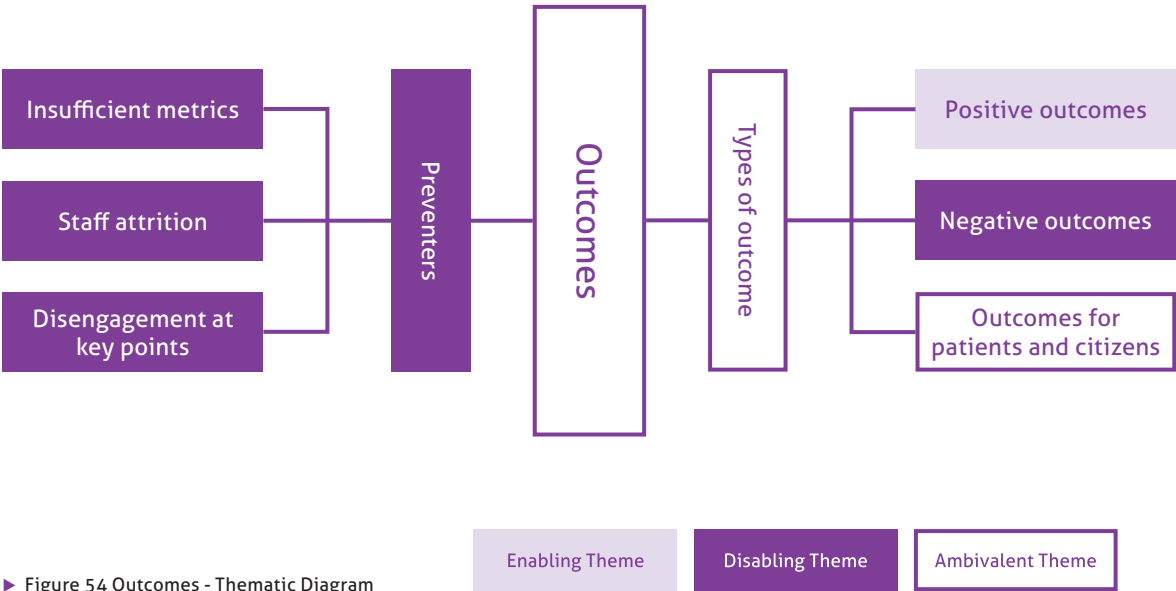 Insufficient metrics
Staff attrition
Disengagement at
key points
Preventers
Outcomes
Types of outcome
Positive outcomes
Negative outcomes
Outcomes for
patients and citizens
Enabling Theme
Disabling Theme
Ambivalent Theme
▶ Figure 54 Outcomes - Thematic Diagram